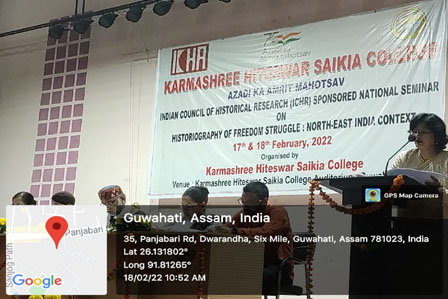 ICHR
KARMASHREE HITESWAR SAIKIA COLLEGE
AZADI KA AMRIT MAHOTSAV
INDIAN COUNCIL OF HISTORICAL RESEARCH (ICHR) SPONSORED NATIONAL SEMINAR
ON
HISTORIOGRAPHY OF FREEDOM STRUGGLE : NORTH-EAST INDIA CONTEXT
17th & 18th February, 2022
Organised by
Karmashree Hiteswar Saikia College
Venue : Karmashree Hiteswar Saikia College Auditorium
GPS Map Camera
Panjabari
Sanjog Path
Google
Guwahati, Assam, India
35, Panjabari Rd, Dwarandha, Six Mile, Guwahati, Assam 781023, India
Lat 26.131802°
Long 91.81265°
18/02/22 10:52 AM